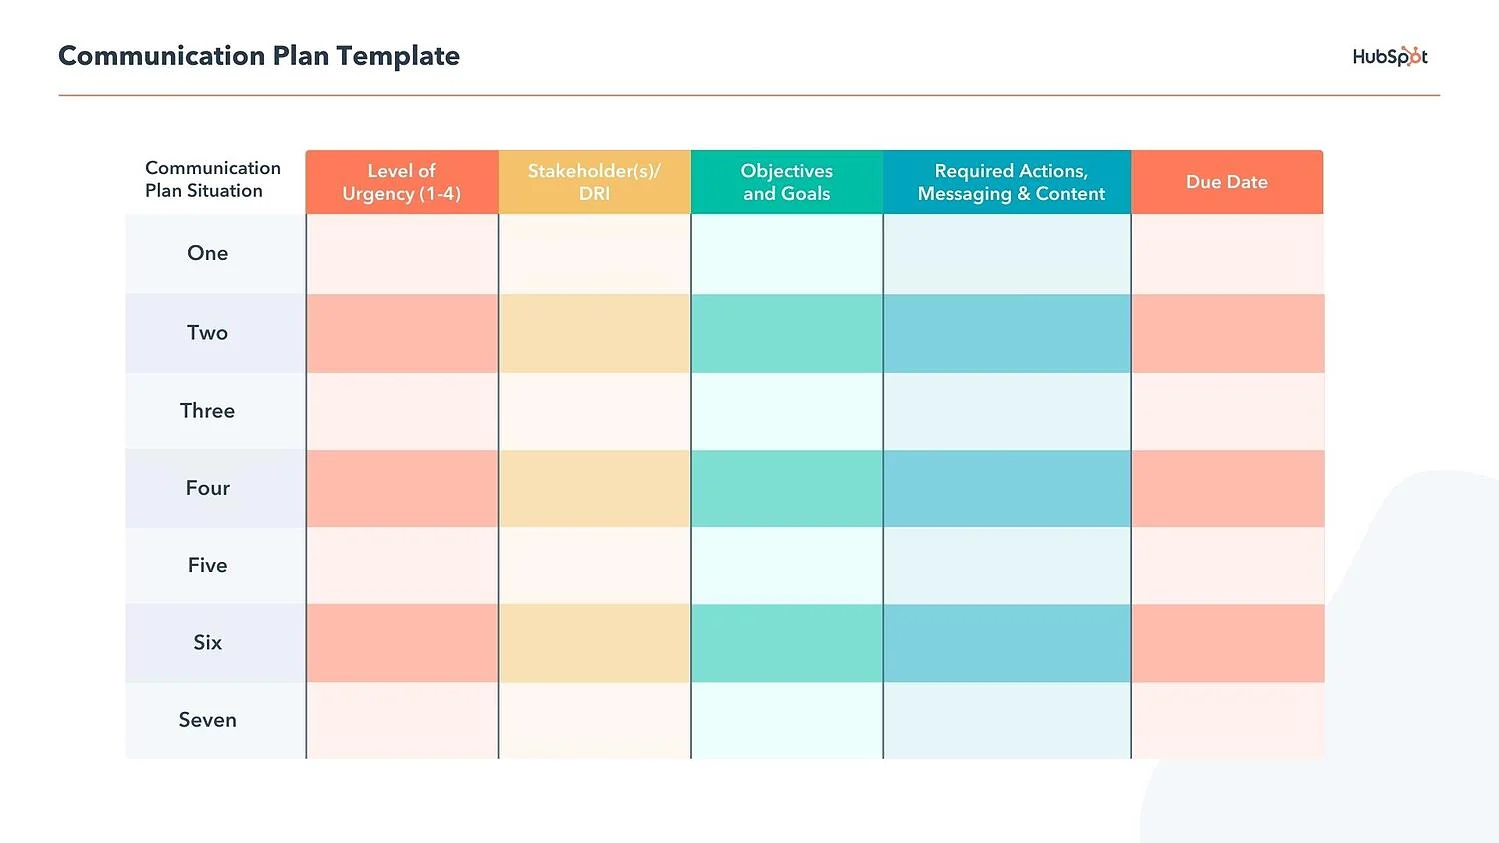 Communication Plan Template
HubSpot
Communication
Plan Situation
Level of
Urgency (1-4)
Stakeholder(s)/
DRI
Objectives
and Goals
Required Actions,
Messaging & Content
Due Date
One
Two
Three
Four
Five
Six
Seven